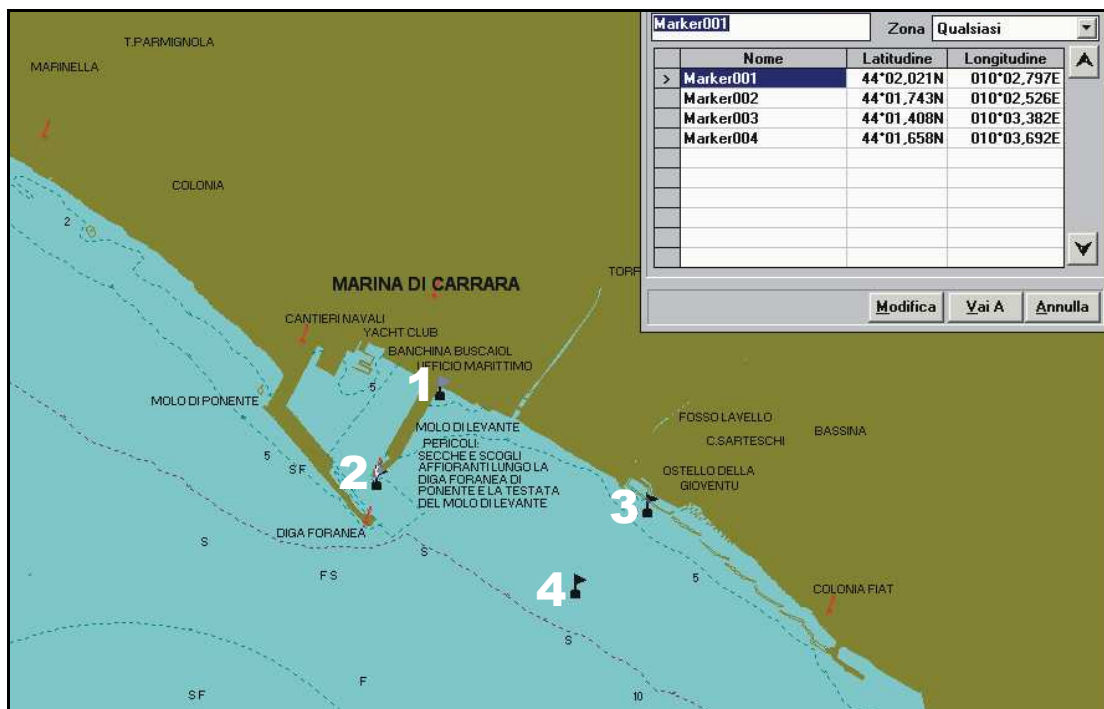 Marker001
Zona Qualsiasi
Nome Latitudine Longitudine
> Marker001 44°02,021N 010°02,797E
Marker002 44°01,743N 010°02,526E
Marker003 44°01,408N 010°03,382E
Marker004 44°01,658N 010°03,692E
Modifica Vai A Annulla
T.PARMIGNOLA
MARINELLA
COLONIA
2
TORF
MARINA DI CARRARA
CANTIERI NAVALI
YACHT CLUB
BANCHINA BUSCAIOL
UFFICIO MARITTIMO
5
1
MOLO DI PONENTE
MOLO DI LEVANTE
PERICOLI:
SECCHE E SCOGLI
AFFIORANTI LUNGO LA
DIGA FORANEA DI
PONENTE E LA TESTATA
DEL MOLO DI LEVANTE
FOSSO LAVELLO
BASSINA
C.SARTESCHI
5
S F
2
OSTELLO DELLA
GIOVENTU
3
DIGA FORANEA
S
S
F S
4
5
COLONIA FIAT
S
F
S F
10